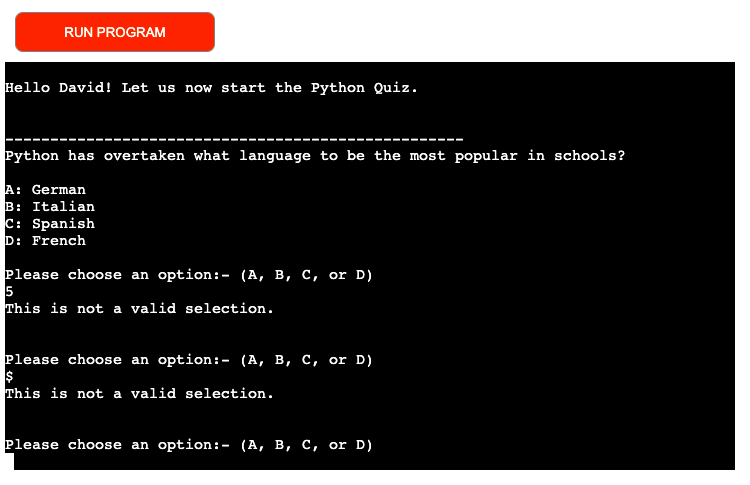 RUN PROGRAM
Hello David! Let us now start the Python Quiz.
---------------------------------------------------
Python has overtaken what language to be the most popular in schools?
A: German
B: Italian
C: Spanish
D: French
Please choose an option:- (A, B, C, or D)
5
This is not a valid selection.
Please choose an option:- (A, B, C, or D)
$
This is not a valid selection.
Please choose an option:- (A, B, C, or D)